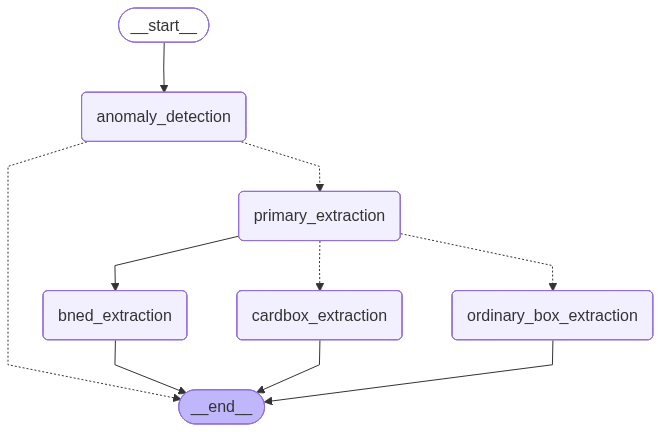 __start__
anomaly_detection
primary_extraction
bned_extraction
cardbox_extraction
ordinary_box_extraction
__end__